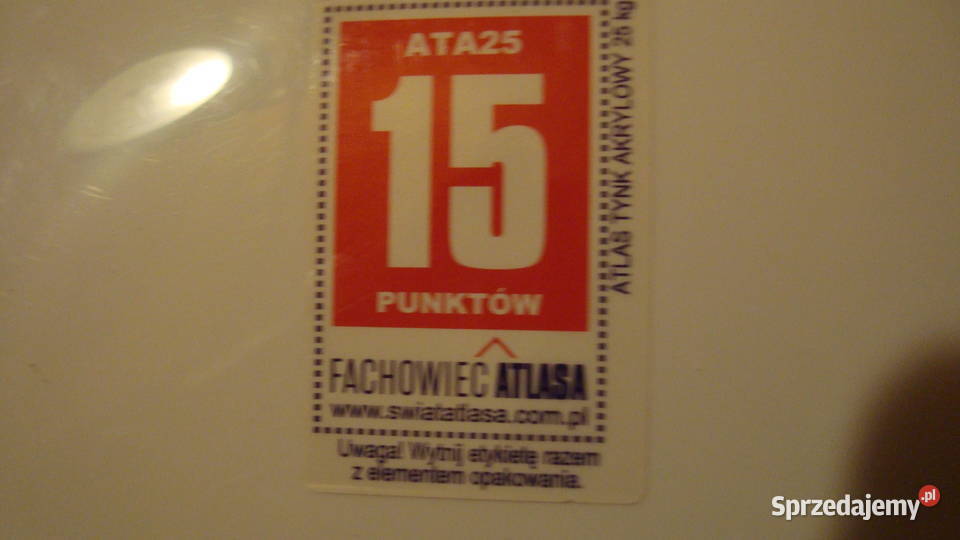 ATA25
15
PUNKTÓW
FACHOWIEC ATLASA
www.swiatatlasa.com.pl
Uwaga! Wytnij etykietę razem
z elementem opakowania.
ATLAS TYNK AKRYLOWY 25 kg
Sprzedajemy.pl